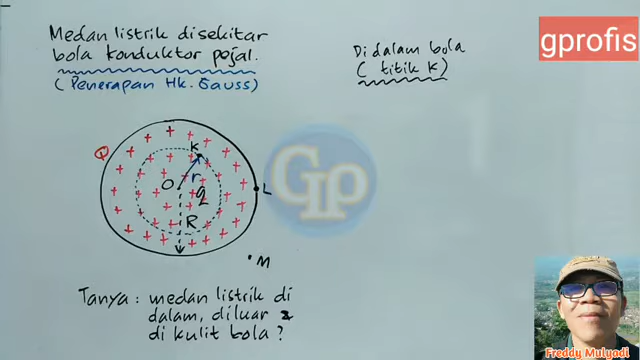 Medan listrik disekitar
bola konduktor pejal.
(Penerapan Hk. Gauss)
Di dalam bola
(titik K)
gprofis
Q
K
r
O
q
L
R
M
GIP
Tanya : medan listrik di
dalam, diluar &
di kulit bola ?
Freddy Mulyadi